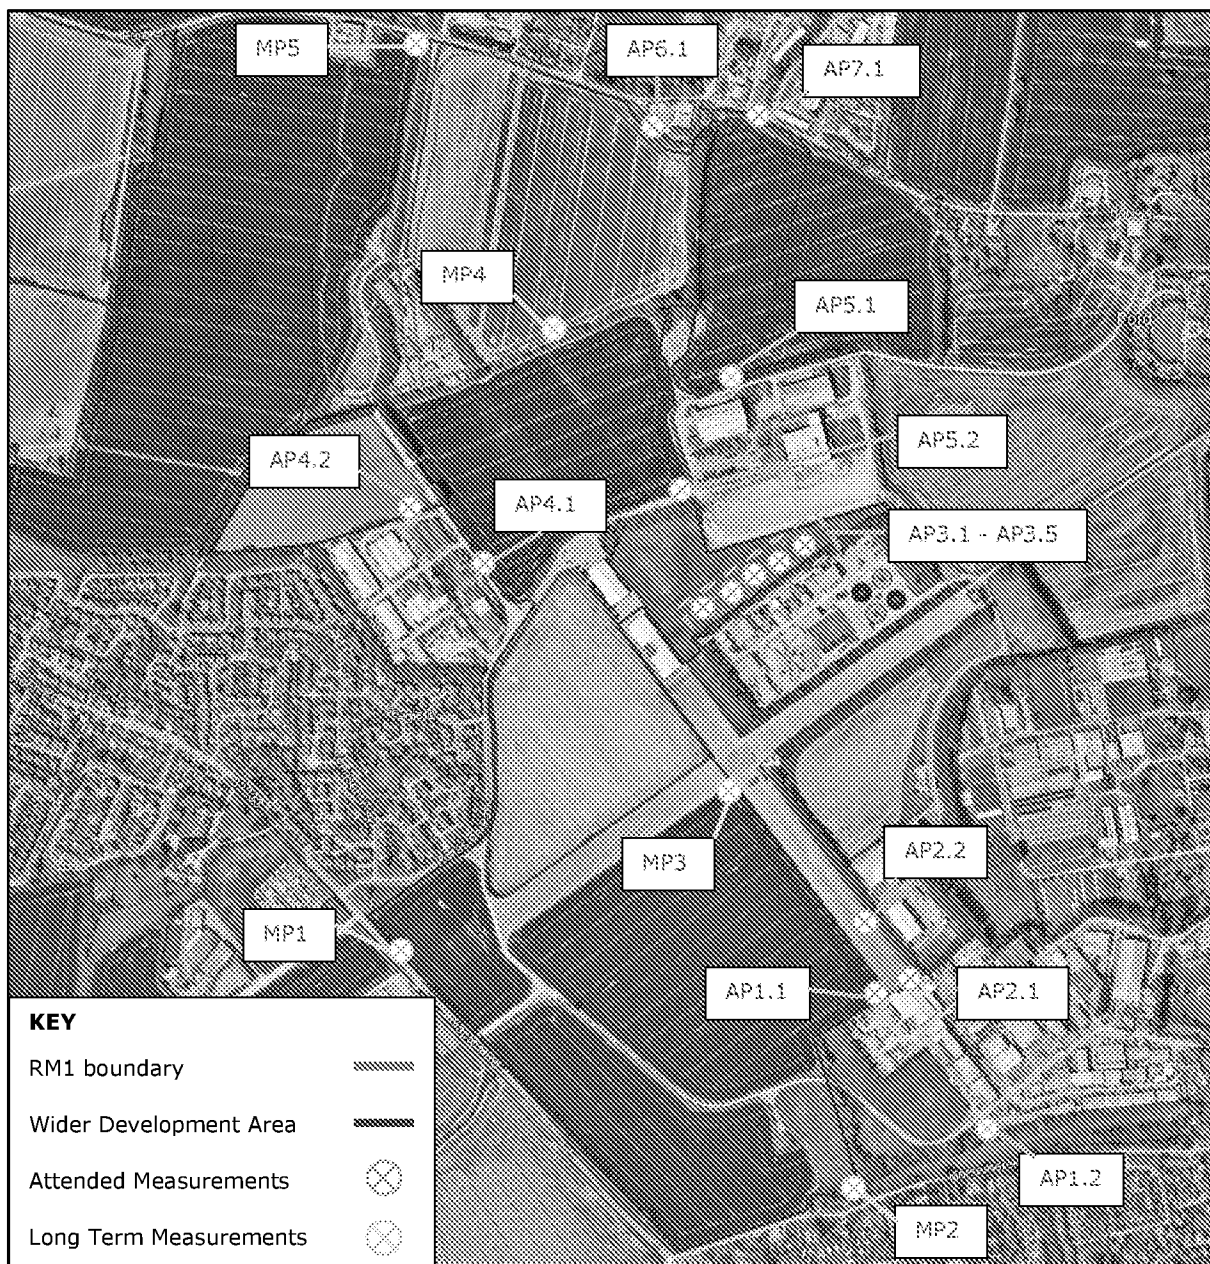 MP5
AP6.1
AP7.1
MP4
AP5.1
AP4.2
AP5.2
AP4.1
AP3.1 - AP3.5
MP3
AP2.2
MP1
AP1.1
AP2.1
AP1.2
MP2
KEY
RM1 boundary
Wider Development Area
Attended Measurements
Long Term Measurements